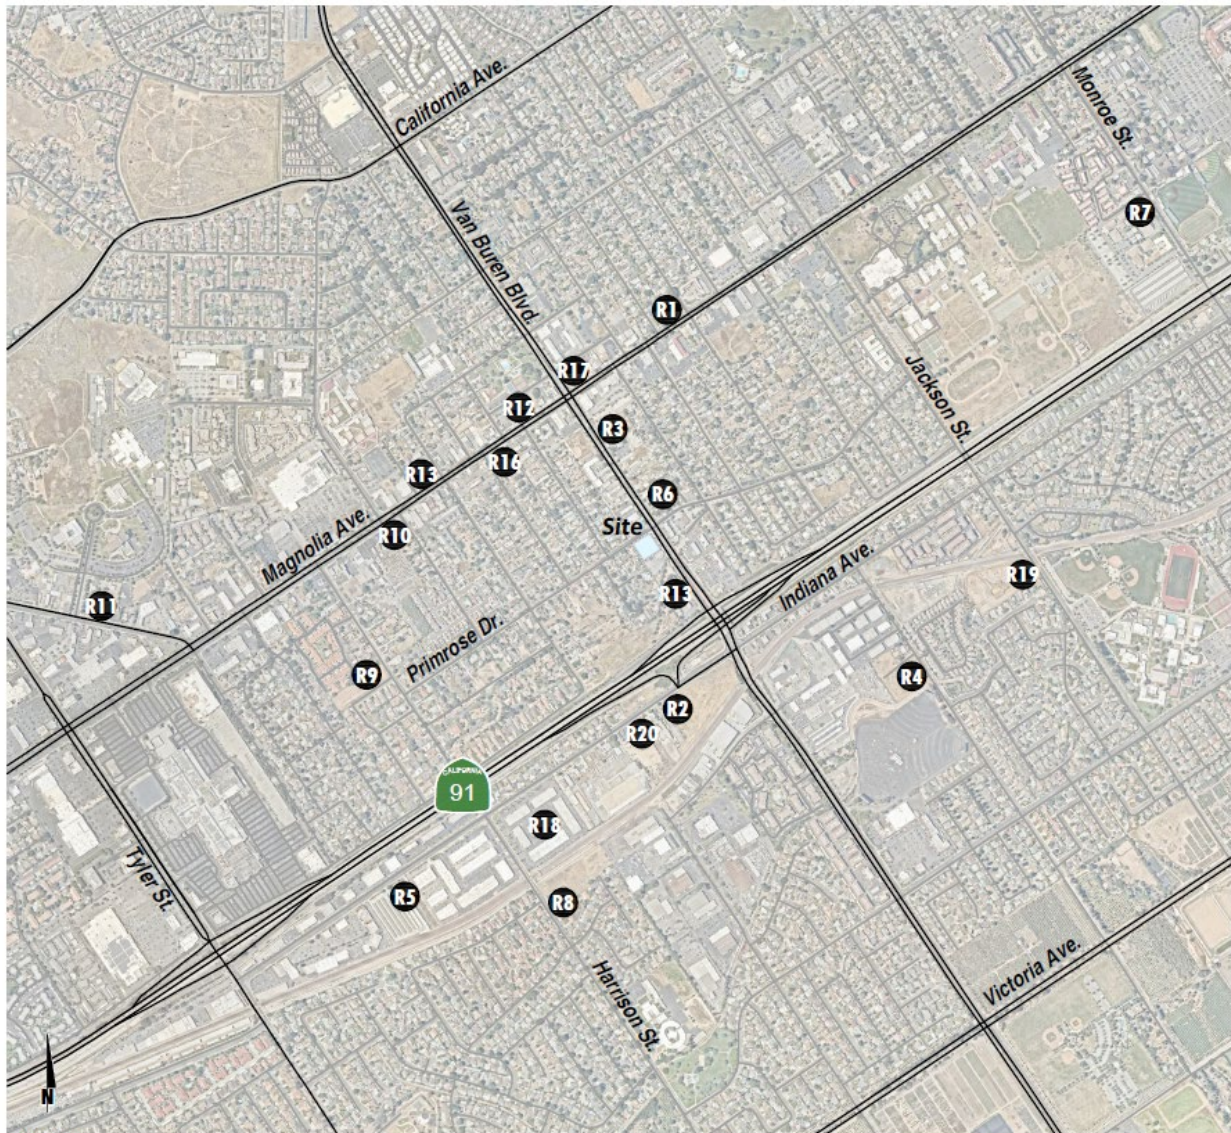 California Ave.
Monroe St.
R7
Van Buren Blvd.
R1
R17
Jackson St.
R12
R3
R16
R13
R6
Site
R10
Magnolia Ave.
Indiana Ave.
R19
R11
R13
Primrose Dr.
R9
R4
R2
R20
CALIFORNIA
91
R18
Tyler St.
R5
R8
Harrison St.
Victoria Ave.
N